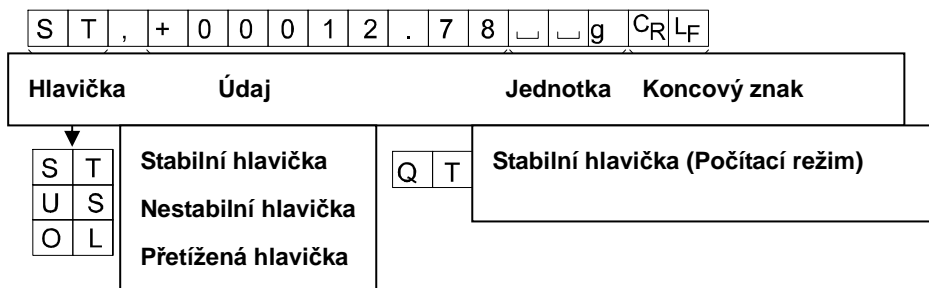 S T , + 0 0 0 1 2 . 7 8 ⎵ ⎵ g CR LF
Hlavička Údaj Jednotka Koncový znak
S T Stabilní hlavička Q T Stabilní hlavička (Počítací režim)
U S Nestabilní hlavička
O L Přetížená hlavička